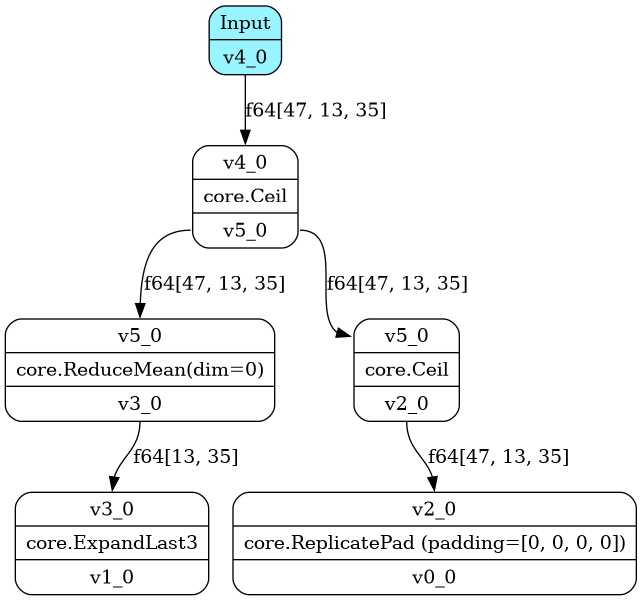 Input
v4_0
f64[47, 13, 35]
v4_0
core.Ceil
v5_0
f64[47, 13, 35]
f64[47, 13, 35]
v5_0
core.ReduceMean(dim=0)
v3_0
v5_0
core.Ceil
v2_0
f64[13, 35]
f64[47, 13, 35]
v3_0
core.ExpandLast3
v1_0
v2_0
core.ReplicatePad (padding=[0, 0, 0, 0])
v0_0